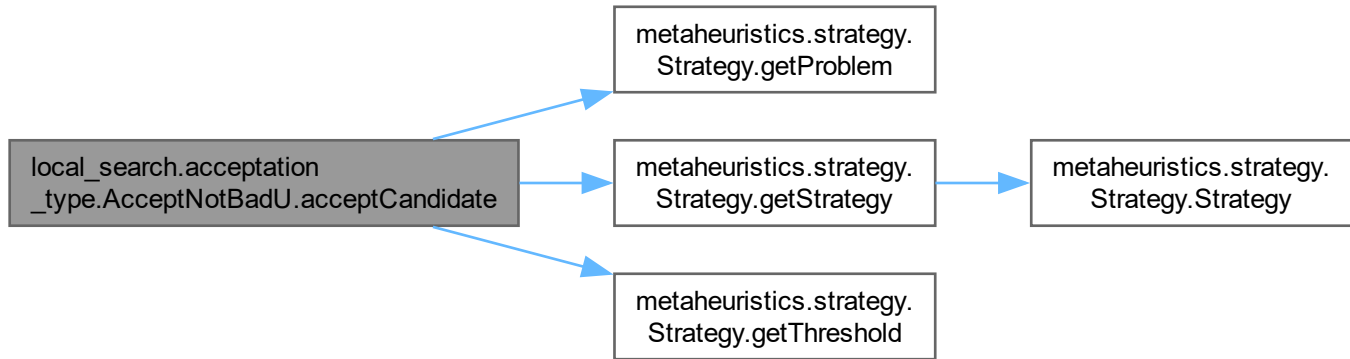 local_search.acceptation
_type.AcceptNotBadU.acceptCandidate
metaheuristics.strategy.
Strategy.getProblem
metaheuristics.strategy.
Strategy.getStrategy
metaheuristics.strategy.
Strategy.Strategy
metaheuristics.strategy.
Strategy.getThreshold